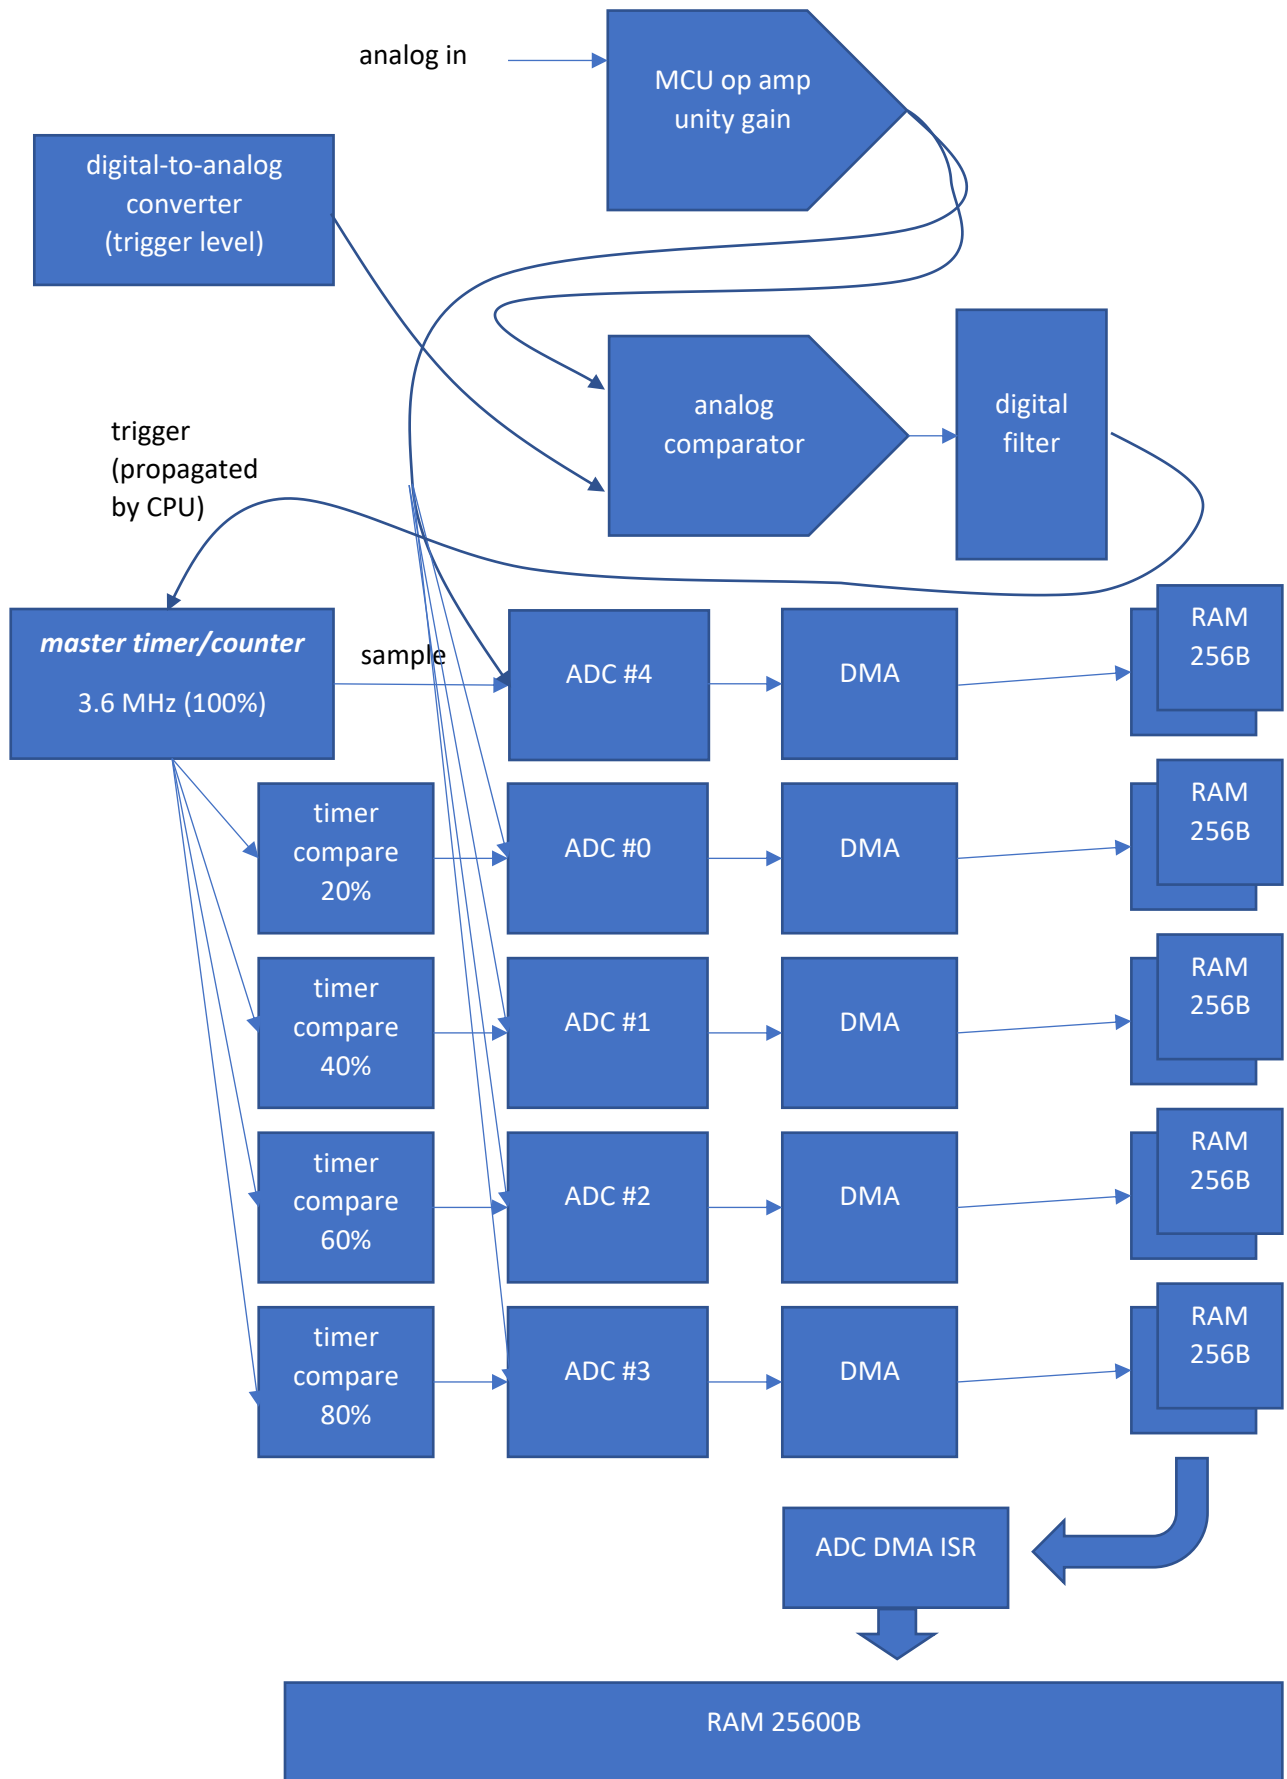 analog in
MCU op amp
unity gain
digital-to-analog
converter
(trigger level)
analog
comparator
digital
filter
trigger
(propagated
by CPU)
master timer/counter
3.6 MHz (100%)
sample
ADC #4
DMA
RAM
256B
timer
compare
20%
ADC #0
DMA
RAM
256B
timer
compare
40%
ADC #1
DMA
RAM
256B
timer
compare
60%
ADC #2
DMA
RAM
256B
timer
compare
80%
ADC #3
DMA
RAM
256B
ADC DMA ISR
RAM 25600B